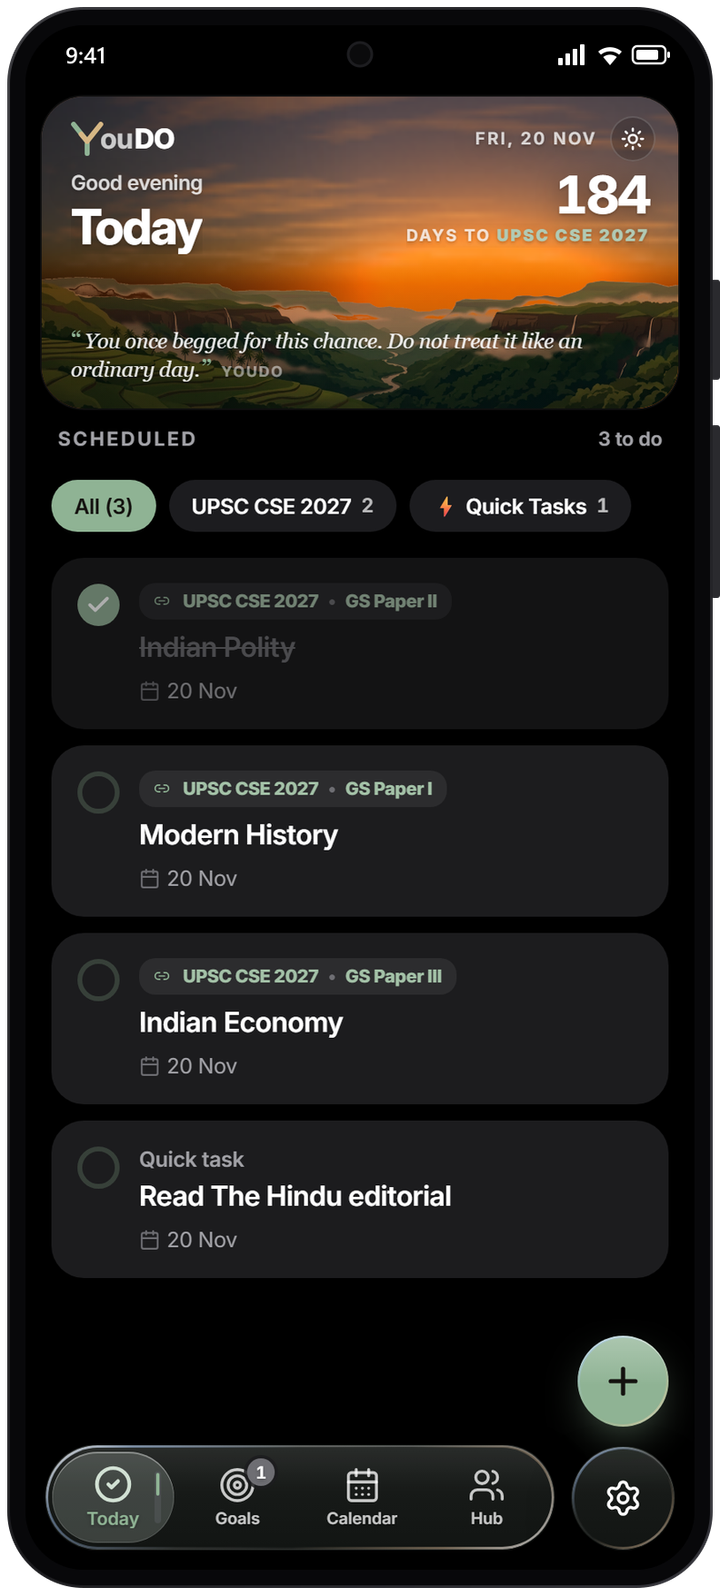 9:41
YouDO
FRI, 20 NOV
Good evening
Today
184
DAYS TO UPSC CSE 2027
“ You once begged for this chance. Do not treat it like an
ordinary day.” YOUDO
SCHEDULED
3 to do
All (3)
UPSC CSE 2027 2
Quick Tasks 1
UPSC CSE 2027 • GS Paper II
Indian Polity
20 Nov
UPSC CSE 2027 • GS Paper I
Modern History
20 Nov
UPSC CSE 2027 • GS Paper III
Indian Economy
20 Nov
Quick task
Read The Hindu editorial
20 Nov
1
Today
Goals
Calendar
Hub